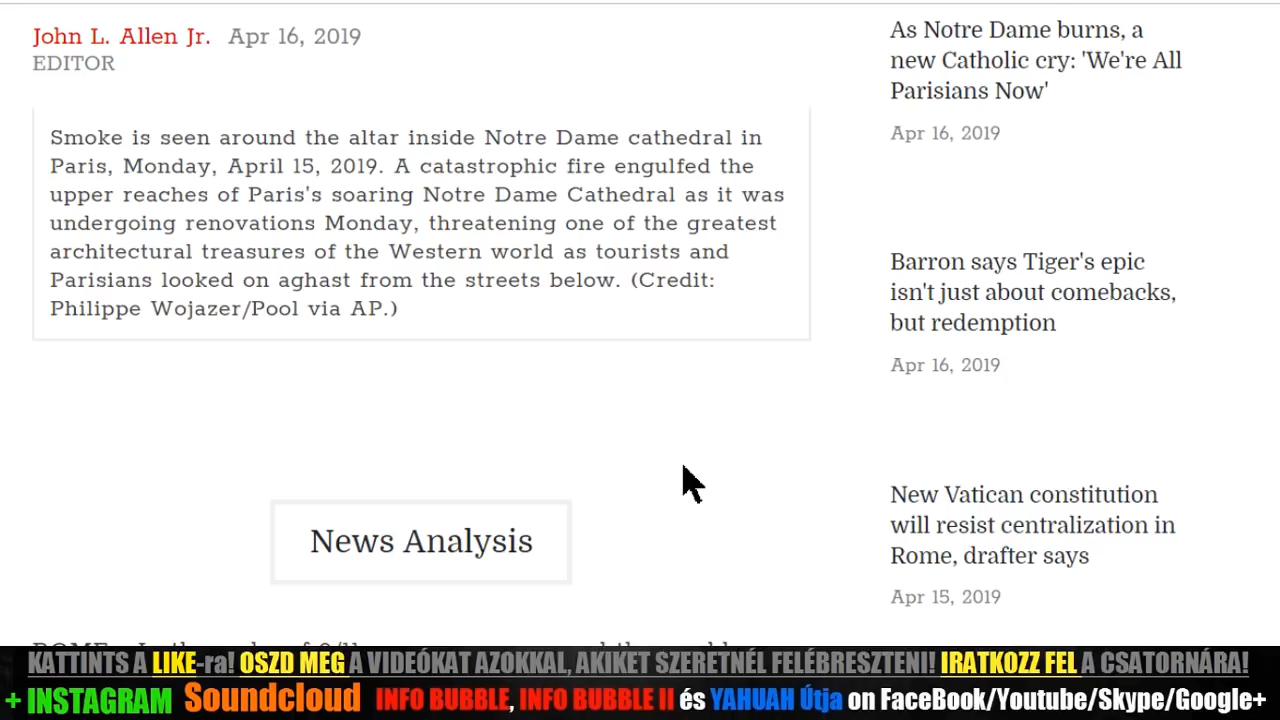 John L. Allen Jr. Apr 16, 2019
EDITOR
Smoke is seen around the altar inside Notre Dame cathedral in
Paris, Monday, April 15, 2019. A catastrophic fire engulfed the
upper reaches of Paris's soaring Notre Dame Cathedral as it was
undergoing renovations Monday, threatening one of the greatest
architectural treasures of the Western world as tourists and
Parisians looked on aghast from the streets below. (Credit:
Philippe Wojazer/Pool via AP.)
News Analysis
As Notre Dame burns, a
new Catholic cry: 'We're All
Parisians Now'
Apr 16, 2019
Barron says Tiger's epic
isn't just about comebacks,
but redemption
Apr 16, 2019
New Vatican constitution
will resist centralization in
Rome, drafter says
Apr 15, 2019
KATTINTS A LIKE-ra! OSZD MEG A VIDEÓKAT AZOKKAL, AKIKET SZERETNÉL FELÉBRESZTENI! IRATKOZZ FEL A CSATORNÁRA!
+ INSTAGRAM Soundcloud INFO BUBBLE, INFO BUBBLE II és YAHUAH Útja on FaceBook/Youtube/Skype/Google+